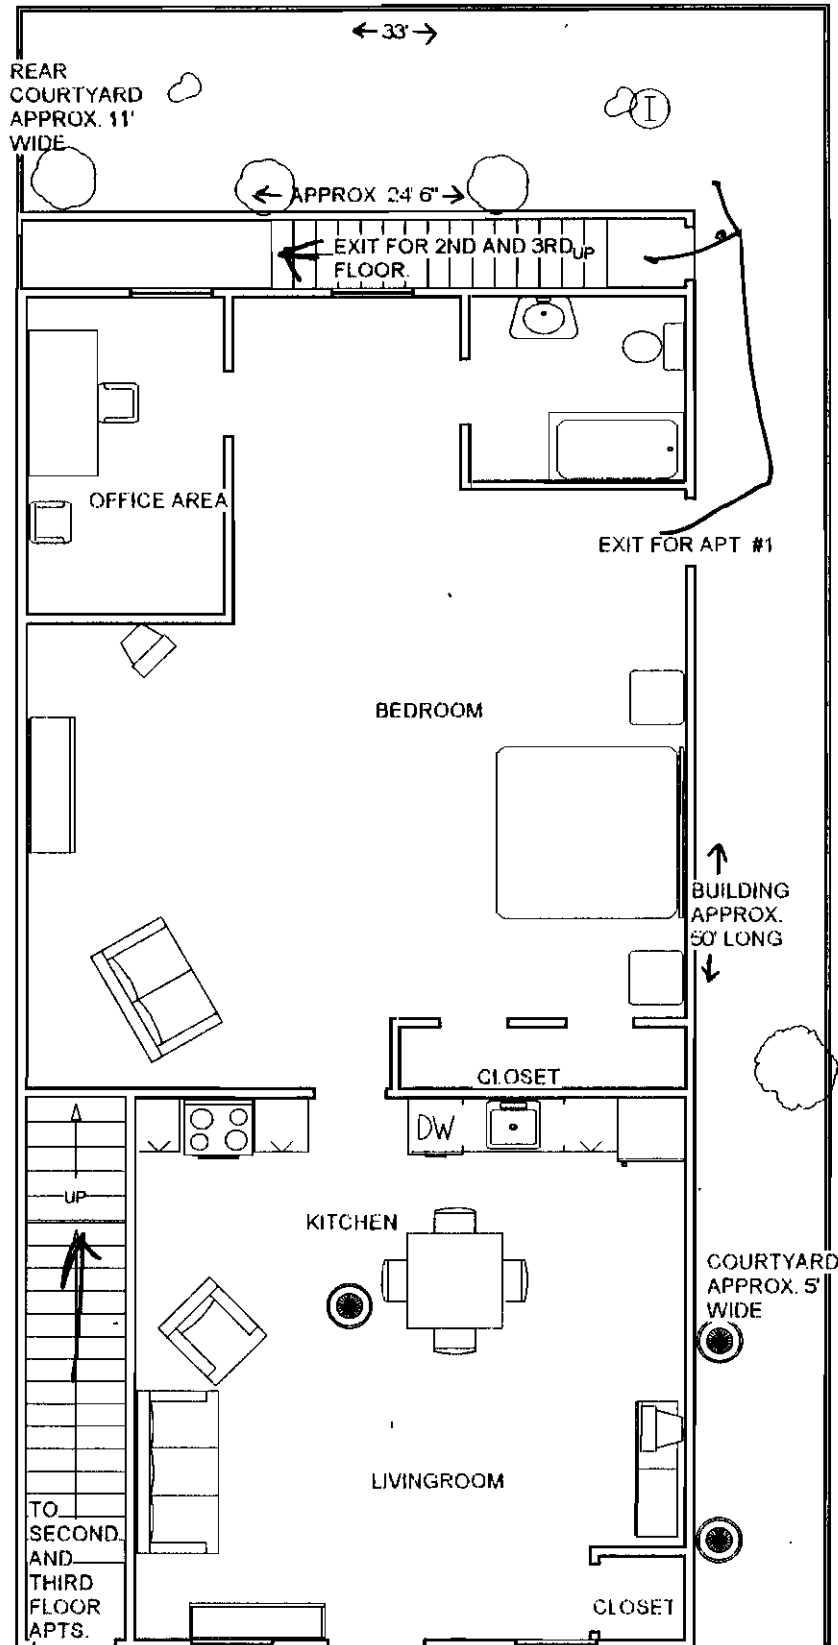 33'
REAR
COURTYARD
APPROX. 11'
WIDE
I
APPROX 24' 6"
EXIT FOR 2ND AND 3RD
FLOOR.
UP
OFFICE AREA
EXIT FOR APT #1
BEDROOM
BUILDING
APPROX.
50' LONG
CLOSET
DW
UP
KITCHEN
COURTYARD
APPROX. 5'
WIDE
LIVINGROOM
TO
SECOND
AND
THIRD
FLOOR
APTS.
CLOSET